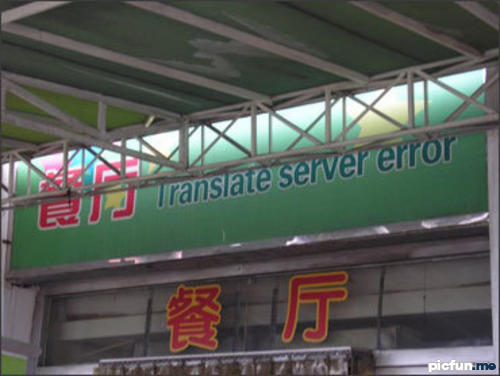 餐厅 Translate server error
餐厅
picfun.me